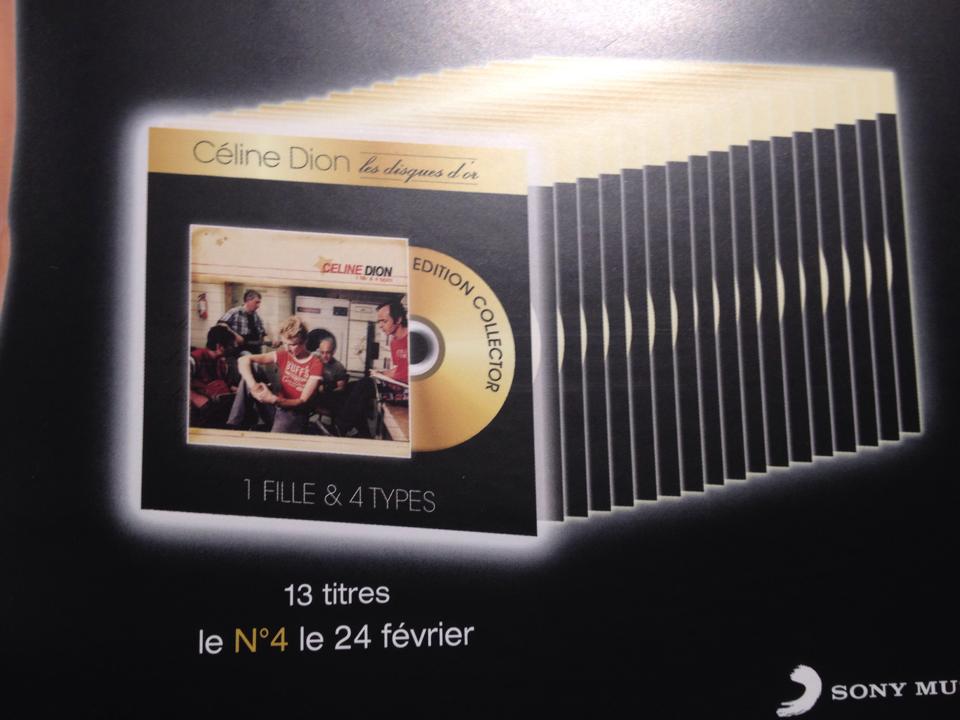 Céline Dion les disques d'or
CELINE DION
EDITION COLLECTOR
1 FILLE & 4 TYPES
13 titres
le N°4 le 24 février
SONY MU